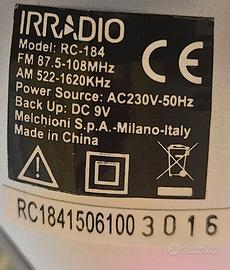 IRRADIO
Model: RC-184
FM 87.5-108MHz
AM 522-1620KHz
Power Source: AC230V-50Hz
Back Up: DC 9V
Melchioni S.p.A.-Milano-Italy
Made in China
RC1841506100 3016
subito